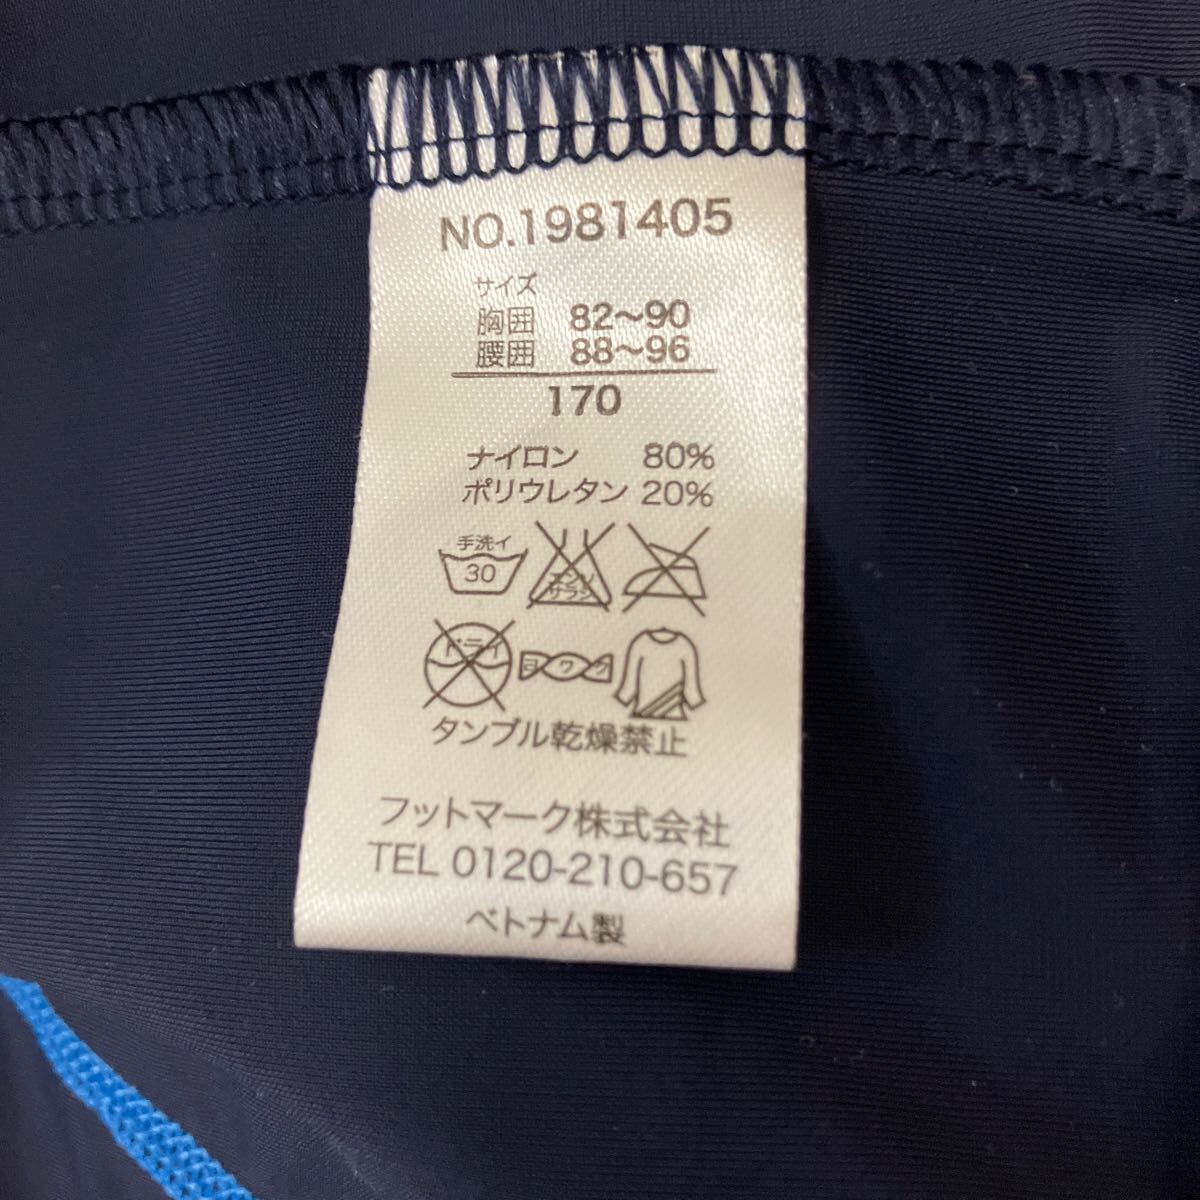 NO.1981405
サイズ
胸囲 82～90
腰囲 88～96
170
ナイロン 80%
ポリウレタン 20%
手洗イ
30
エンソ
サラシ
ドライ
ヨワク
タンブル乾燥禁止
フットマーク株式会社
TEL 0120-210-657
ベトナム製